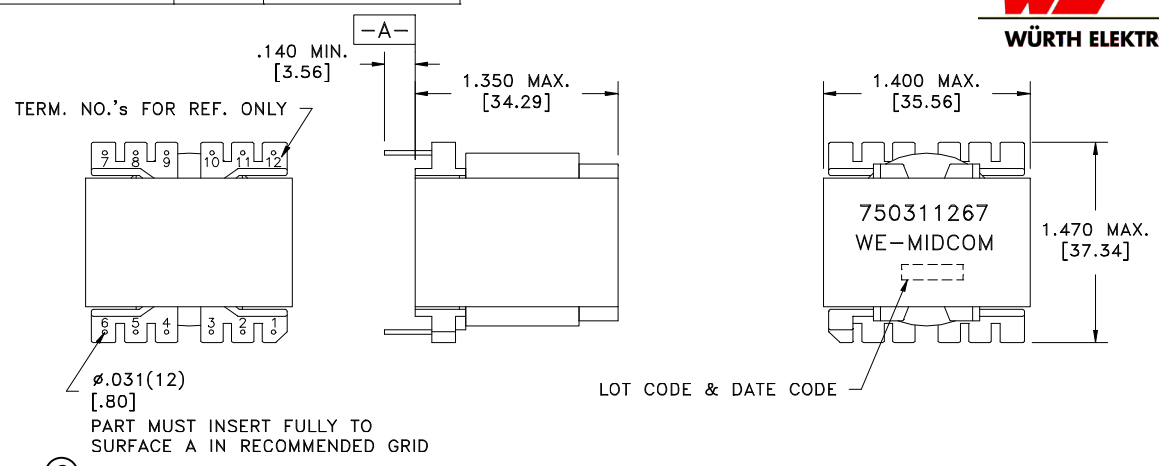 WÜRTH ELEKTR
-A-
.140 MIN.
[3.56]
1.350 MAX.
[34.29]
1.400 MAX.
[35.56]
TERM. NO.'s FOR REF. ONLY
7 8 9 10 11 12
750311267
WE-MIDCOM
1.470 MAX.
[37.34]
6 5 4 3 2 1
ø.031(12)
[.80]
LOT CODE & DATE CODE
PART MUST INSERT FULLY TO
SURFACE A IN RECOMMENDED GRID